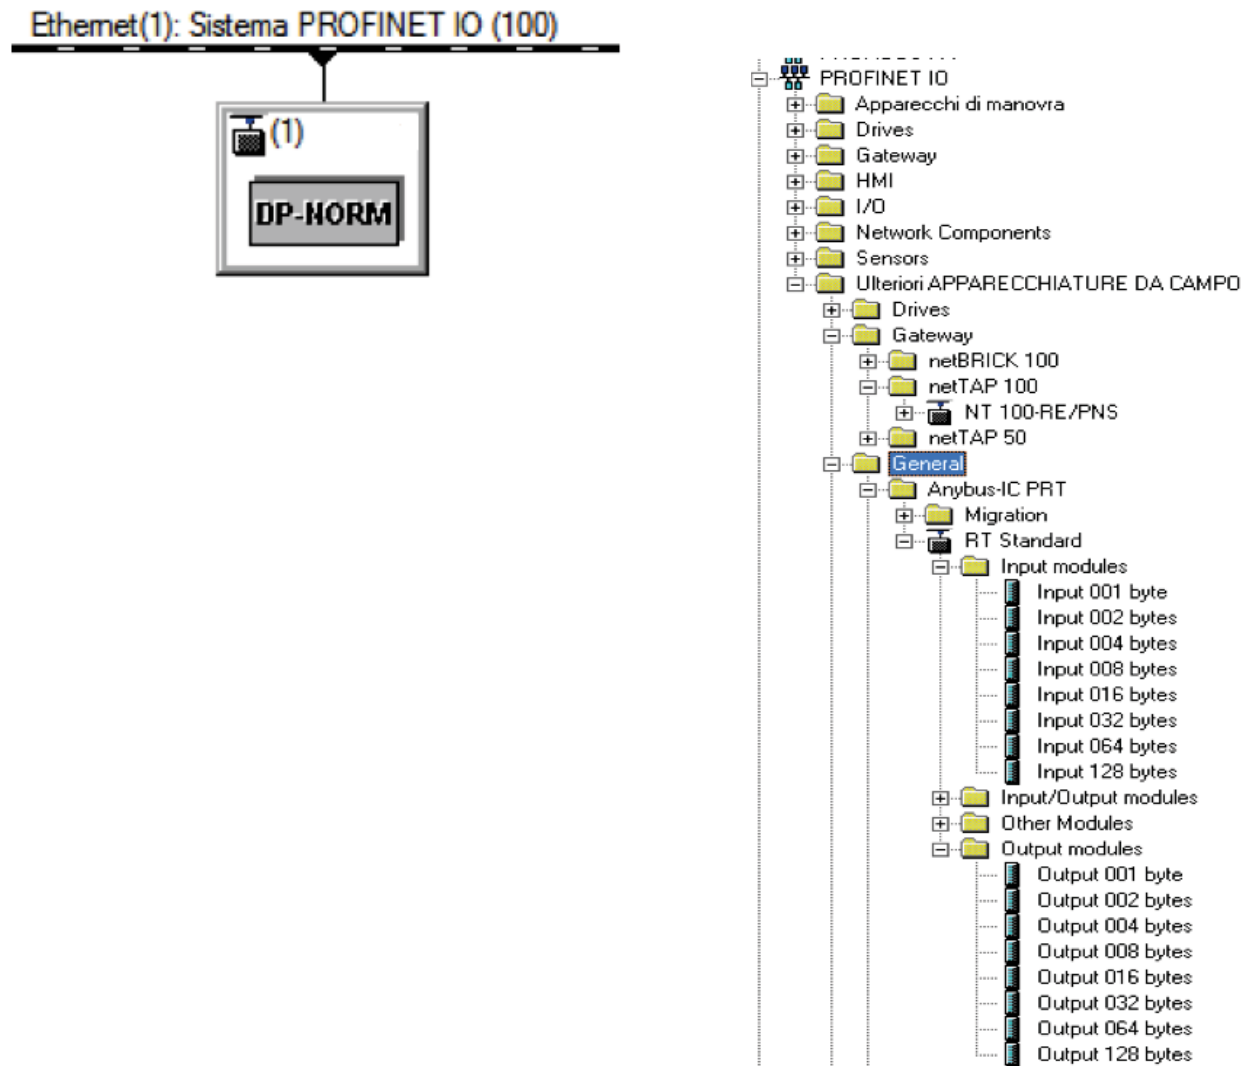 Ethernet(1): Sistema PROFINET IO (100)
(1)
DP-NORM
PROFINET IO
Apparecchi di manovra
Drives
Gateway
HMI
I/O
Network Components
Sensors
Ulteriori APPARECCHIATURE DA CAMPO
Drives
Gateway
netBRICK 100
netTAP 100
NT 100-RE/PNS
netTAP 50
General
Anybus-IC PRT
Migration
RT Standard
Input modules
Input 001 byte
Input 002 bytes
Input 004 bytes
Input 008 bytes
Input 016 bytes
Input 032 bytes
Input 064 bytes
Input 128 bytes
Input/Output modules
Other Modules
Output modules
Output 001 byte
Output 002 bytes
Output 004 bytes
Output 008 bytes
Output 016 bytes
Output 032 bytes
Output 064 bytes
Output 128 bytes